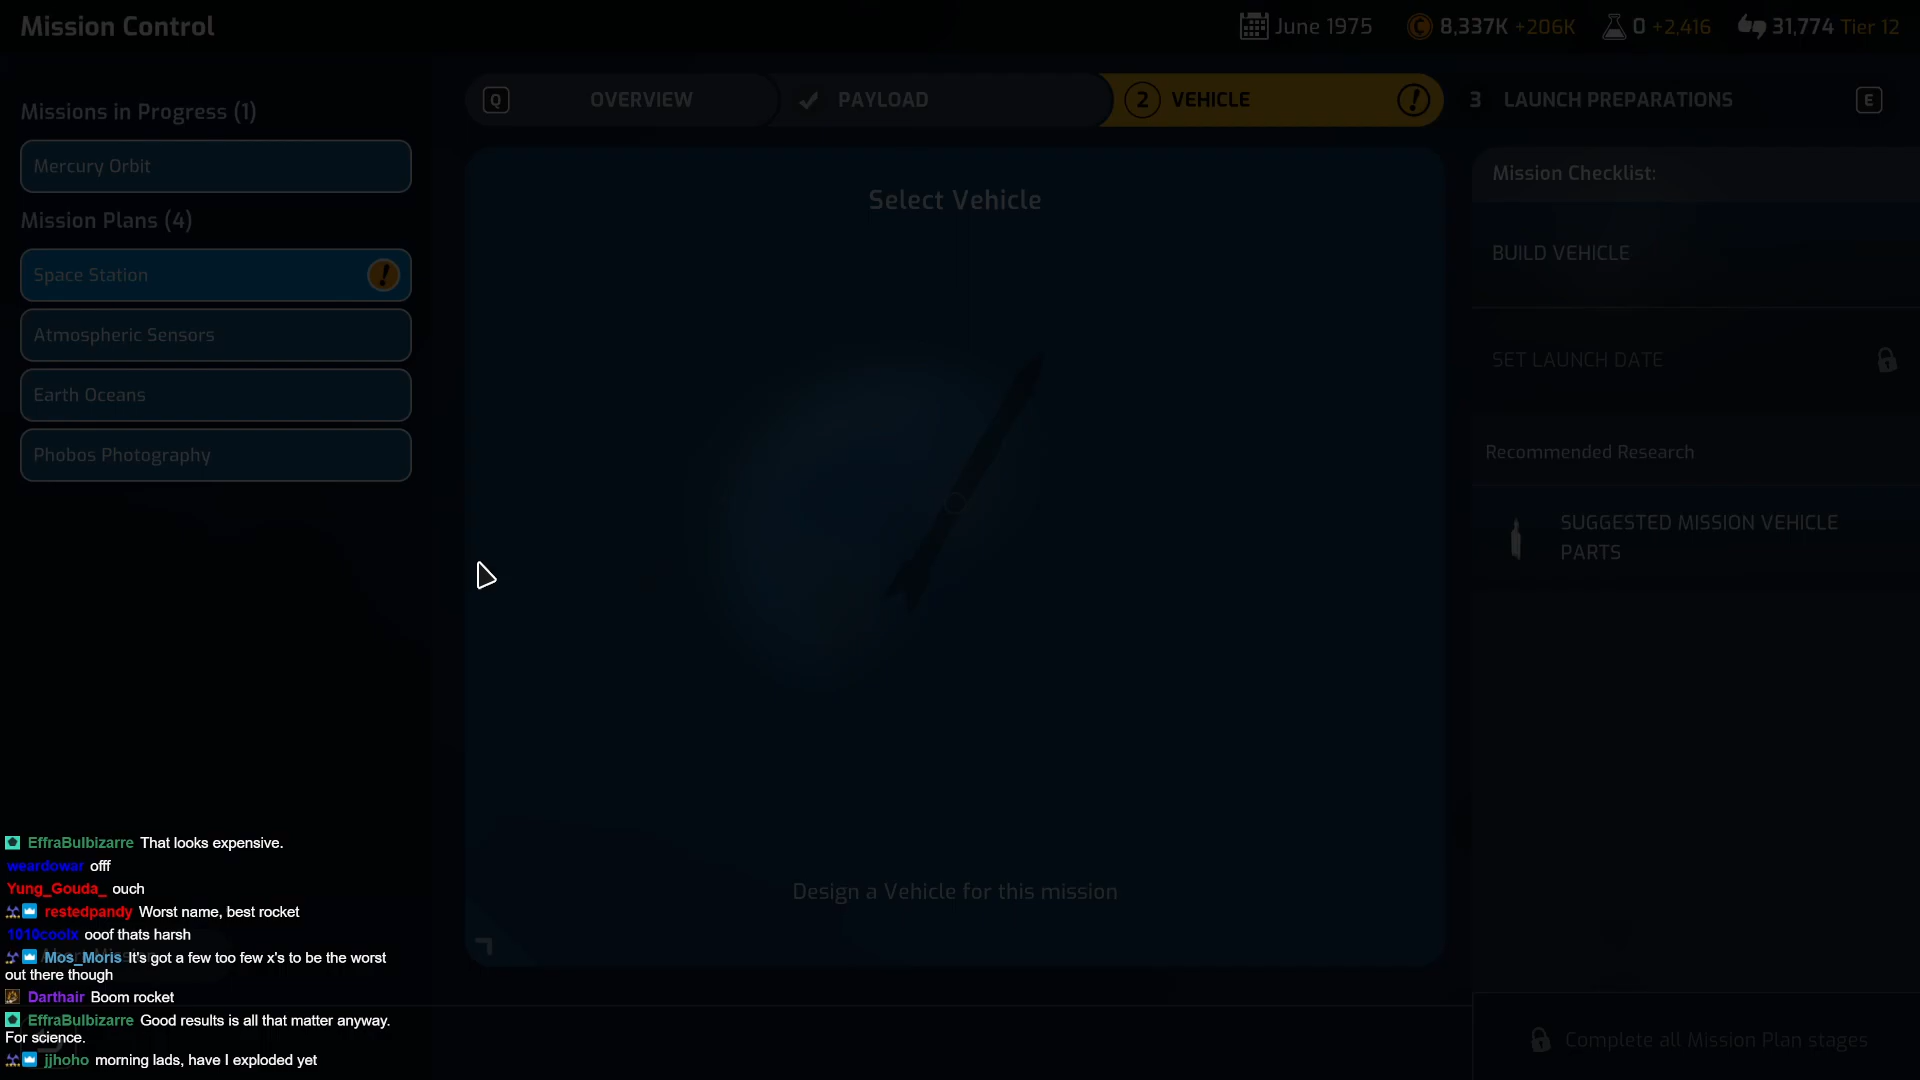 Mission Control
June 1975
8,337K +206K
0 +2,416
31,774 Tier 12
Missions in Progress (1)
Mercury Orbit
Mission Plans (4)
Space Station
!
Atmospheric Sensors
Earth Oceans
Phobos Photography
Q
OVERVIEW
PAYLOAD
2 VEHICLE
!
3 LAUNCH PREPARATIONS
E
Select Vehicle
Design a Vehicle for this mission
Mission Checklist:
BUILD VEHICLE
SET LAUNCH DATE
Recommended Research
SUGGESTED MISSION VEHICLE
PARTS
Complete all Mission Plan stages
EffraBulbizarre That looks expensive.
weardowar offf
Yung_Gouda_ ouch
restedpandy Worst name, best rocket
1010coolx ooof thats harsh
Mos_Moris It's got a few too few x's to be the worst
out there though
Darthair Boom rocket
EffraBulbizarre Good results is all that matter anyway.
For science.
jjhoho morning lads, have I exploded yet